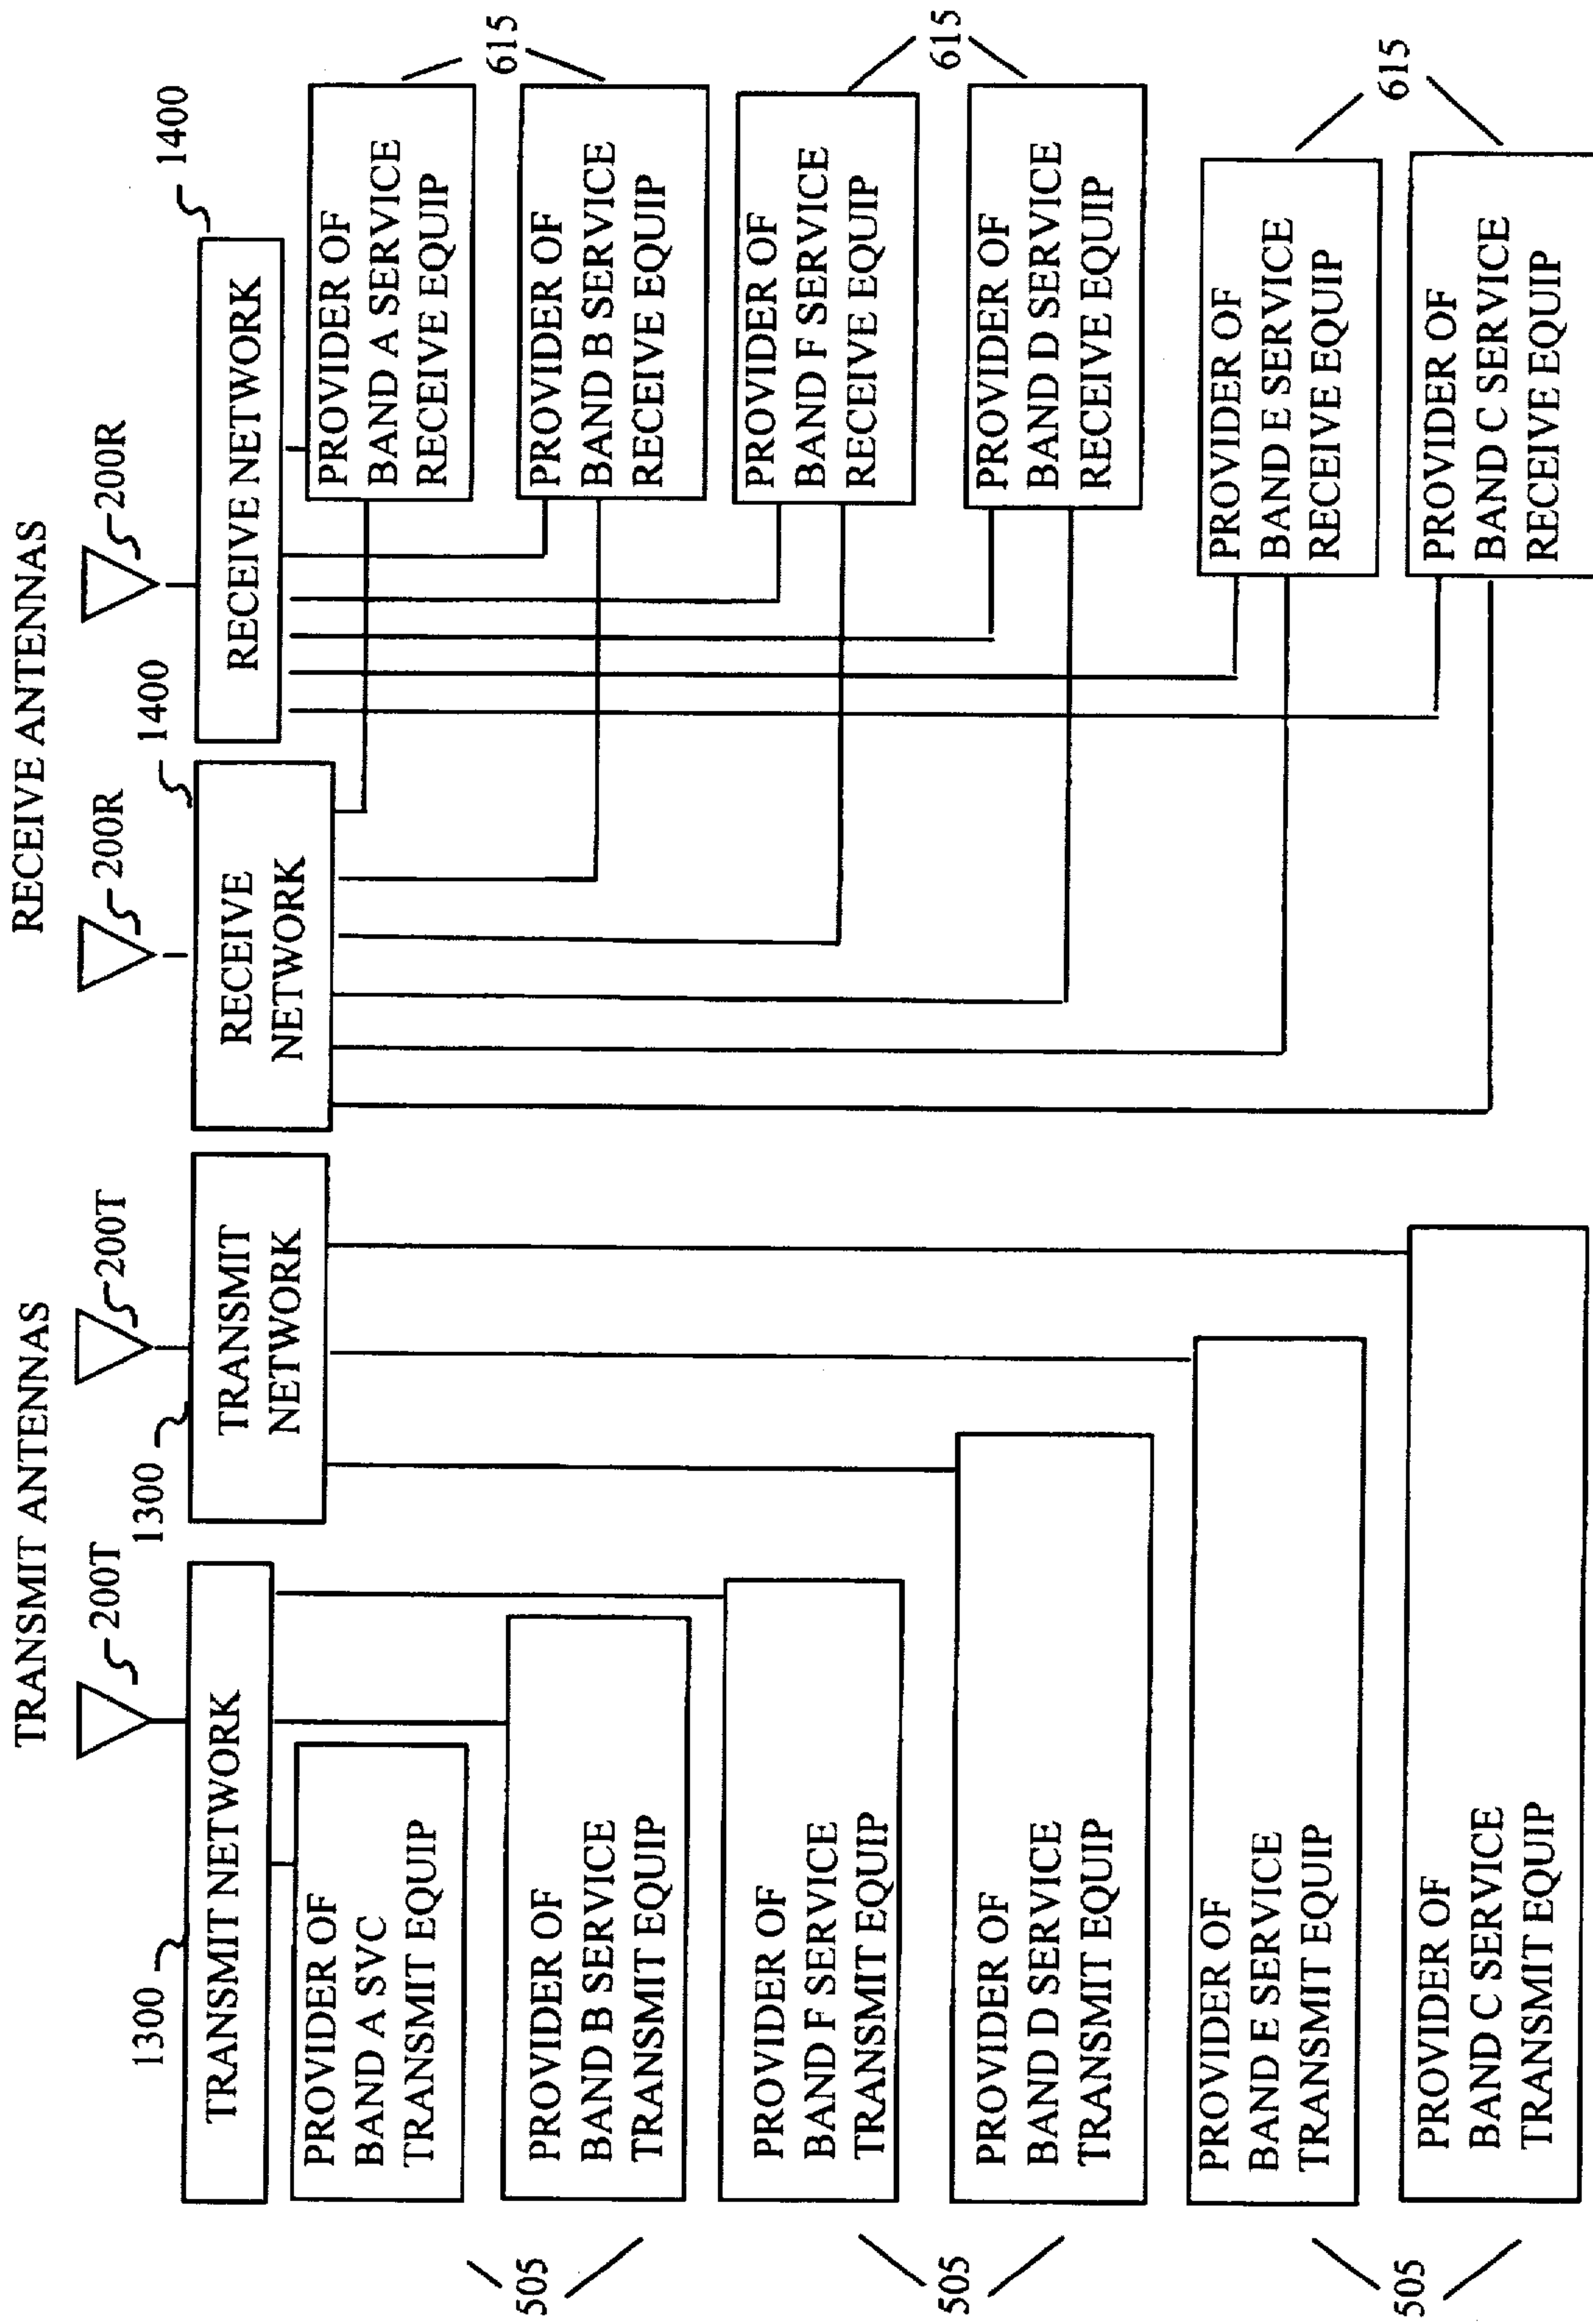 TRANSMIT ANTENNAS
RECEIVE ANTENNAS
200T
200T
200R
200R
1300
1300
1400
1400
TRANSMIT NETWORK
TRANSMIT
NETWORK
RECEIVE
NETWORK
RECEIVE NETWORK
PROVIDER OF
BAND A SVC
TRANSMIT EQUIP
PROVIDER OF
BAND A SERVICE
RECEIVE EQUIP
505
615
PROVIDER OF
BAND B SERVICE
TRANSMIT EQUIP
PROVIDER OF
BAND B SERVICE
RECEIVE EQUIP
PROVIDER OF
BAND F SERVICE
TRANSMIT EQUIP
PROVIDER OF
BAND F SERVICE
RECEIVE EQUIP
505
615
PROVIDER OF
BAND D SERVICE
TRANSMIT EQUIP
PROVIDER OF
BAND D SERVICE
RECEIVE EQUIP
PROVIDER OF
BAND E SERVICE
TRANSMIT EQUIP
PROVIDER OF
BAND E SERVICE
RECEIVE EQUIP
505
615
PROVIDER OF
BAND C SERVICE
TRANSMIT EQUIP
PROVIDER OF
BAND C SERVICE
RECEIVE EQUIP